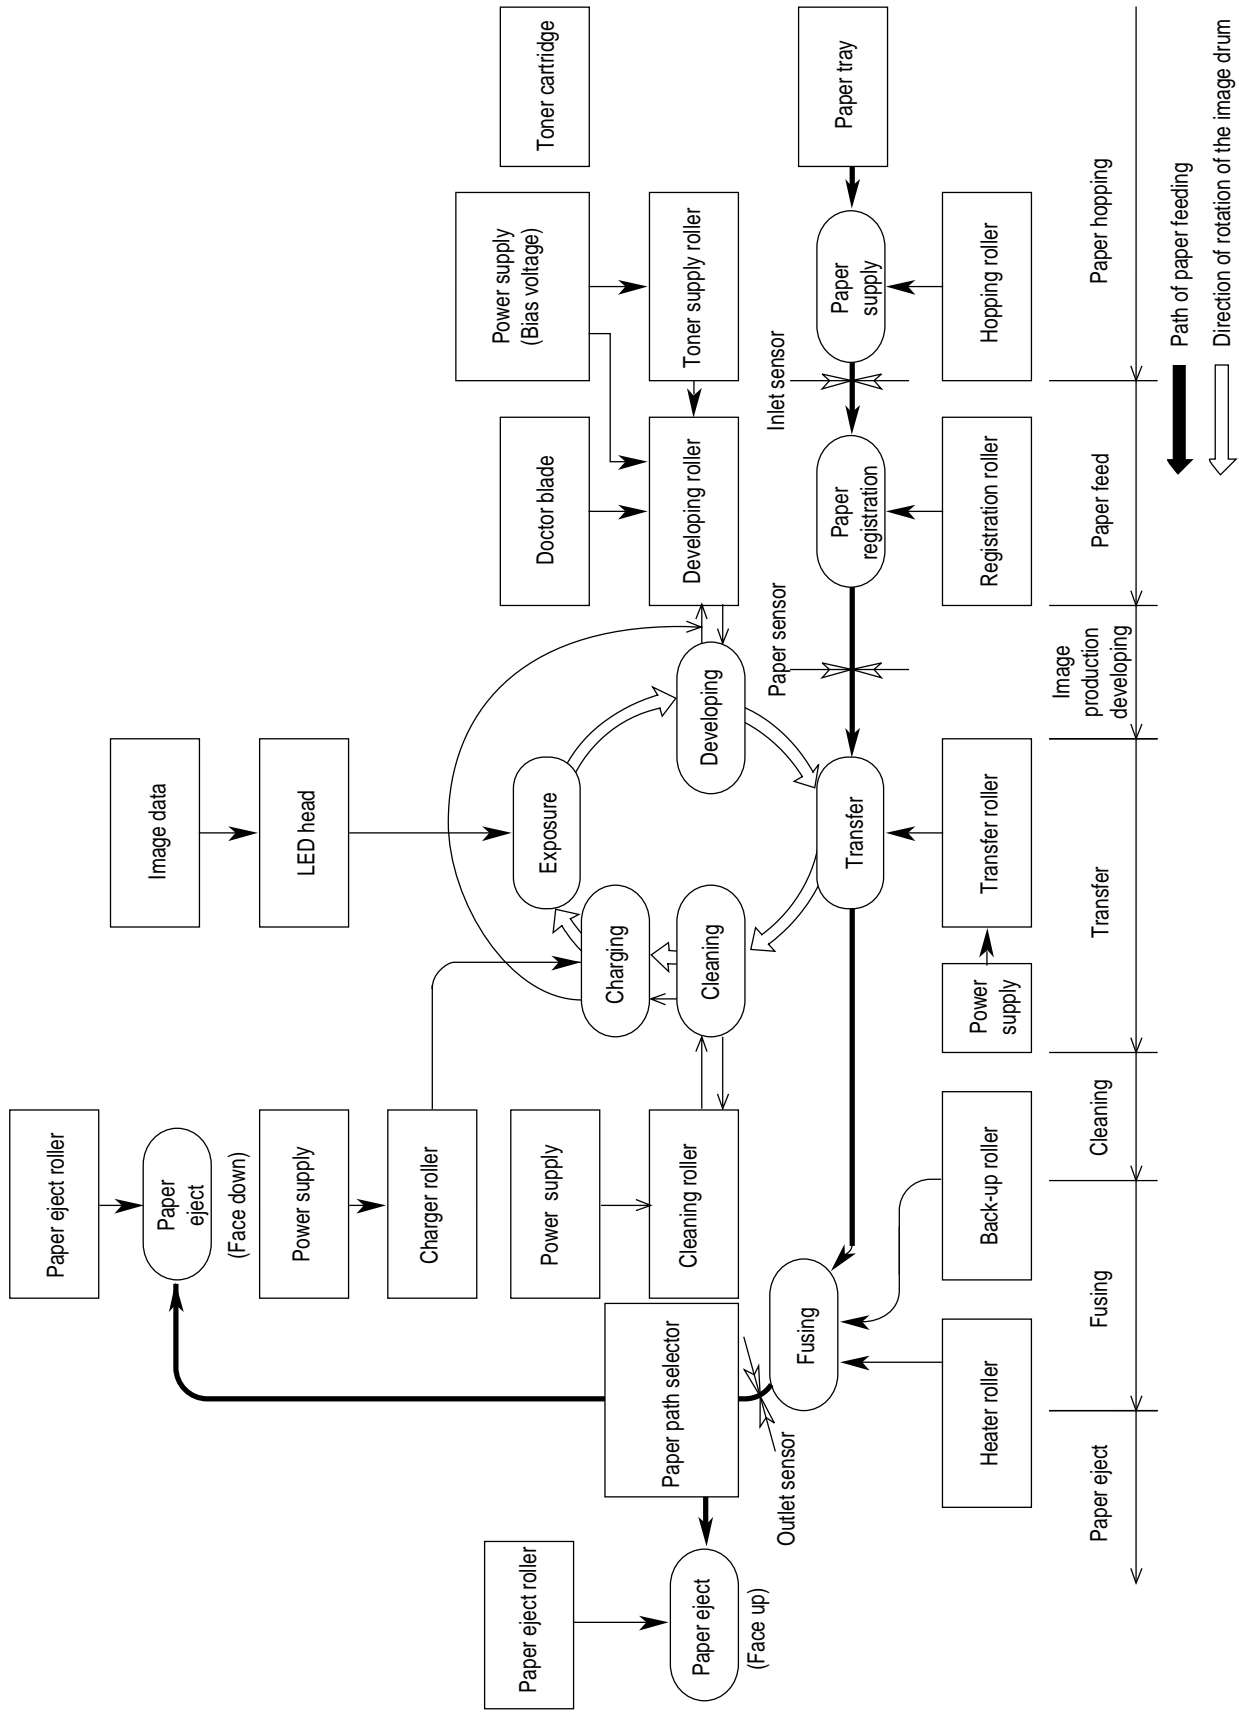 Image data
LED head
Toner cartridge
Power supply
(Bias voltage)
Doctor blade
Toner supply roller
Developing roller
Paper eject roller
Paper
eject
(Face down)
Power supply
Charger roller
Power supply
Cleaning roller
Exposure
Charging
Cleaning
Developing
Transfer
Paper eject roller
Paper eject
(Face up)
Paper path selector
Outlet sensor
Fusing
Paper sensor
Paper
registration
Inlet sensor
Paper
supply
Paper tray
Heater roller
Back-up roller
Power
supply
Transfer roller
Registration roller
Hopping roller
Paper eject
Fusing
Cleaning
Transfer
Image
production
developing
Paper feed
Paper hopping
Path of paper feeding
Direction of rotation of the image drum